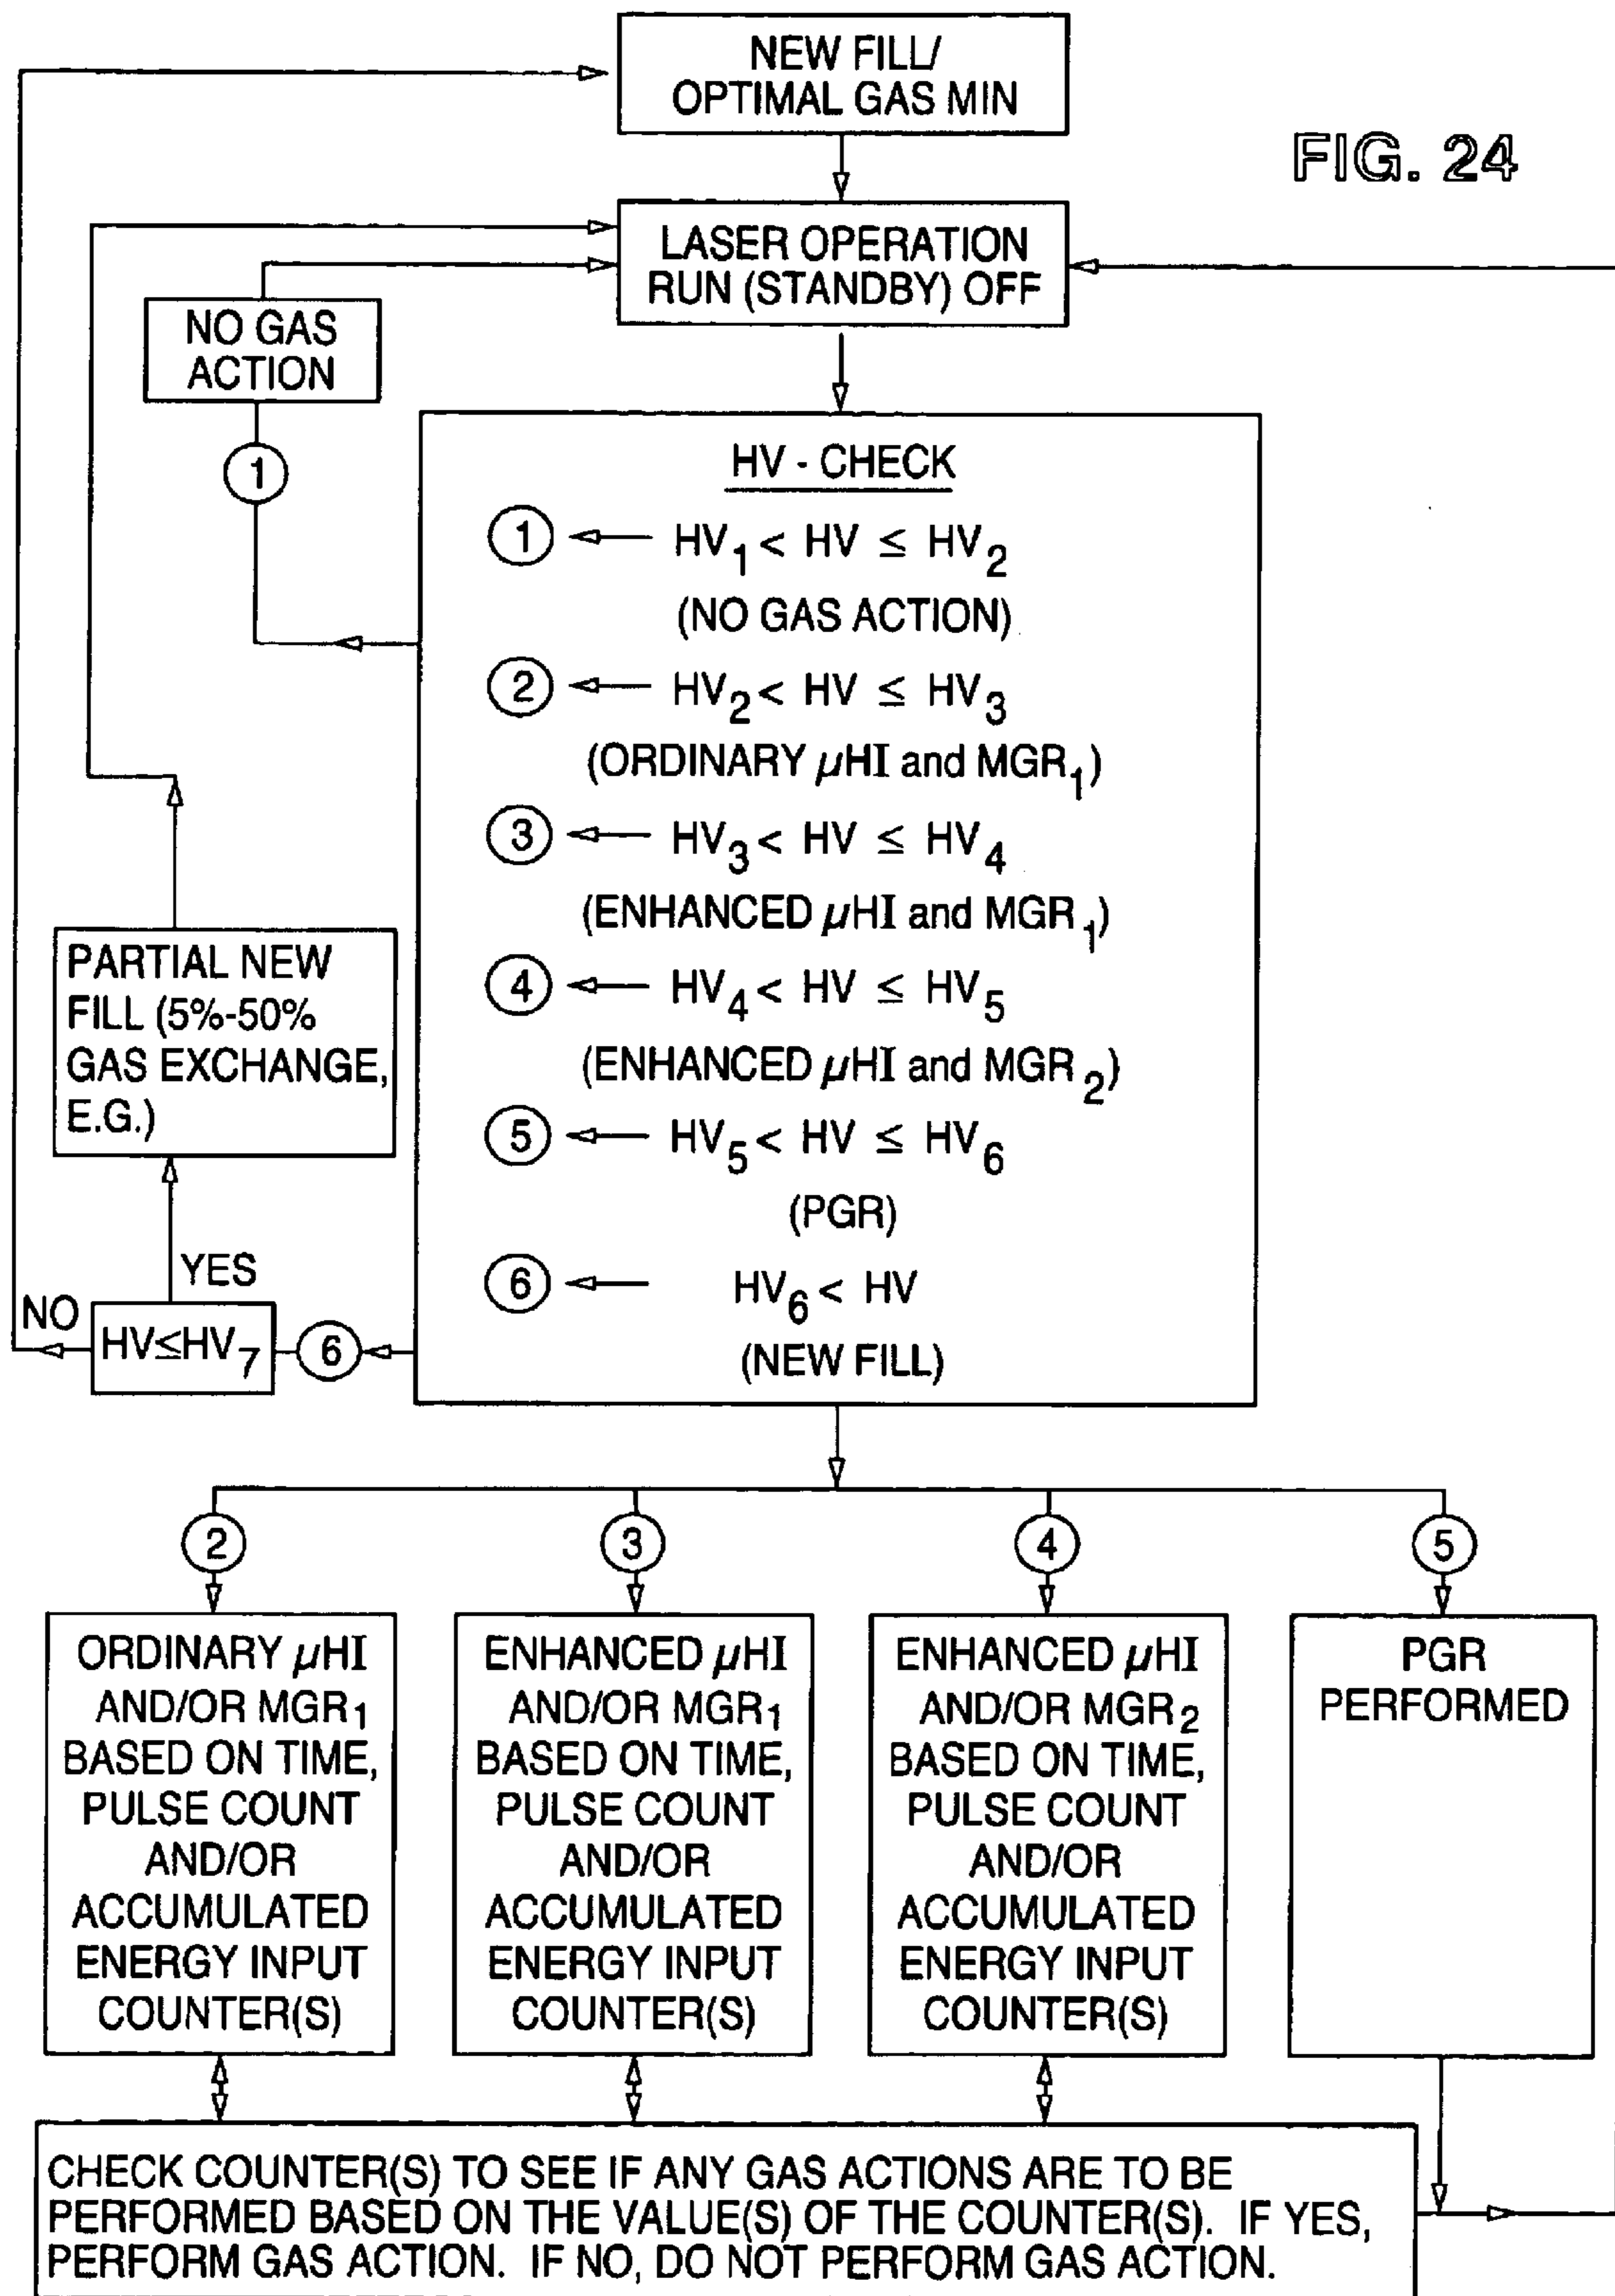 NEW FILL/
OPTIMAL GAS MIN
FIG. 24
LASER OPERATION
RUN (STANDBY) OFF
NO GAS
ACTION
1
HV - CHECK
1 HV1 < HV ≤ HV2
(NO GAS ACTION)
2 HV2 < HV ≤ HV3
(ORDINARY μHI and MGR1)
3 HV3 < HV ≤ HV4
(ENHANCED μHI and MGR1)
4 HV4 < HV ≤ HV5
(ENHANCED μHI and MGR2)
5 HV5 < HV ≤ HV6
(PGR)
6 HV6 < HV
(NEW FILL)
PARTIAL NEW
FILL (5%-50%
GAS EXCHANGE,
E.G.)
YES
NO
HV≤HV7
6
2
3
4
5
ORDINARY μHI
AND/OR MGR1
BASED ON TIME,
PULSE COUNT
AND/OR
ACCUMULATED
ENERGY INPUT
COUNTER(S)
ENHANCED μHI
AND/OR MGR1
BASED ON TIME,
PULSE COUNT
AND/OR
ACCUMULATED
ENERGY INPUT
COUNTER(S)
ENHANCED μHI
AND/OR MGR2
BASED ON TIME,
PULSE COUNT
AND/OR
ACCUMULATED
ENERGY INPUT
COUNTER(S)
PGR
PERFORMED
CHECK COUNTER(S) TO SEE IF ANY GAS ACTIONS ARE TO BE
PERFORMED BASED ON THE VALUE(S) OF THE COUNTER(S). IF YES,
PERFORM GAS ACTION. IF NO, DO NOT PERFORM GAS ACTION.